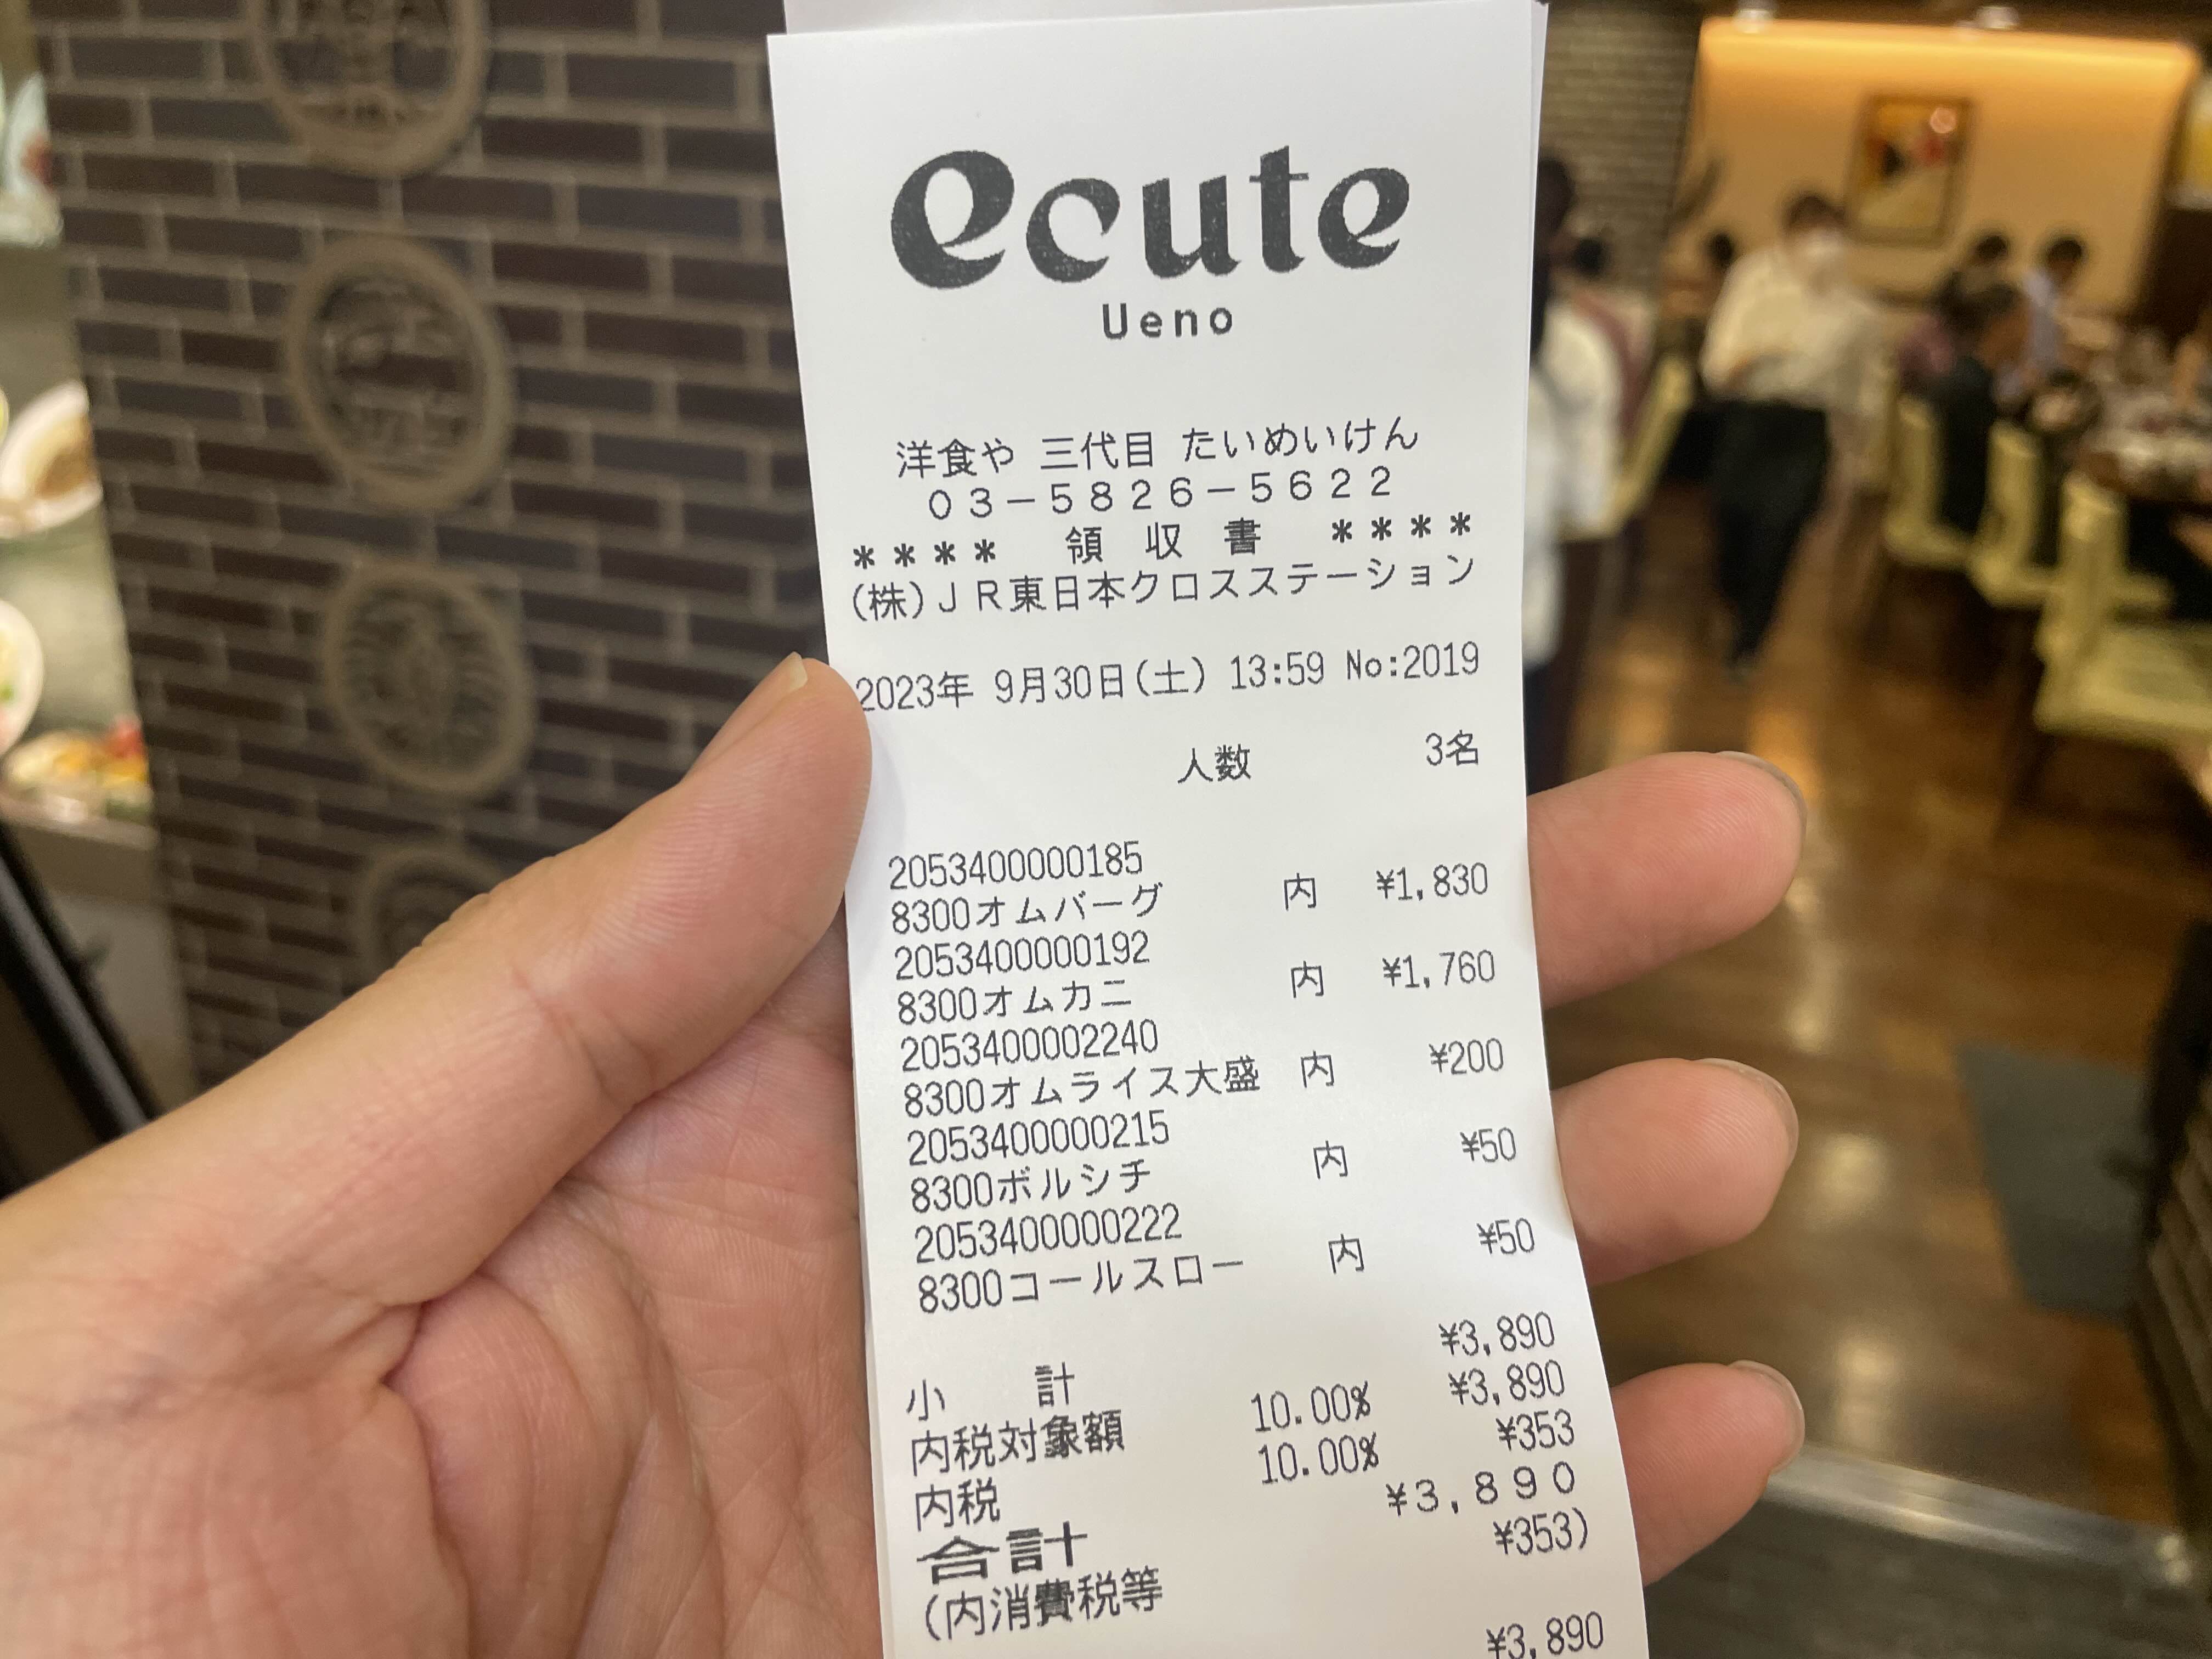 ecute
Ueno
洋食や 三代目 たいめいけん
03-5826-5622
**** 領 収 書 ****
(株)JR東日本クロスステーション
2023年 9月30日(土) 13:59 No:2019
人数 3名
2053400000185
8300オムバーグ 内 ¥1,830
2053400000192
8300オムカニ 内 ¥1,760
2053400002240
8300オムライス大盛 内 ¥200
2053400000215
8300ボルシチ 内 ¥50
2053400000222
8300コールスロー 内 ¥50
小 計 ¥3,890
内税対象額 10.00% ¥3,890
内税 10.00% ¥353
合計 ¥3,890
(内消費税等 ¥353)
¥3,890